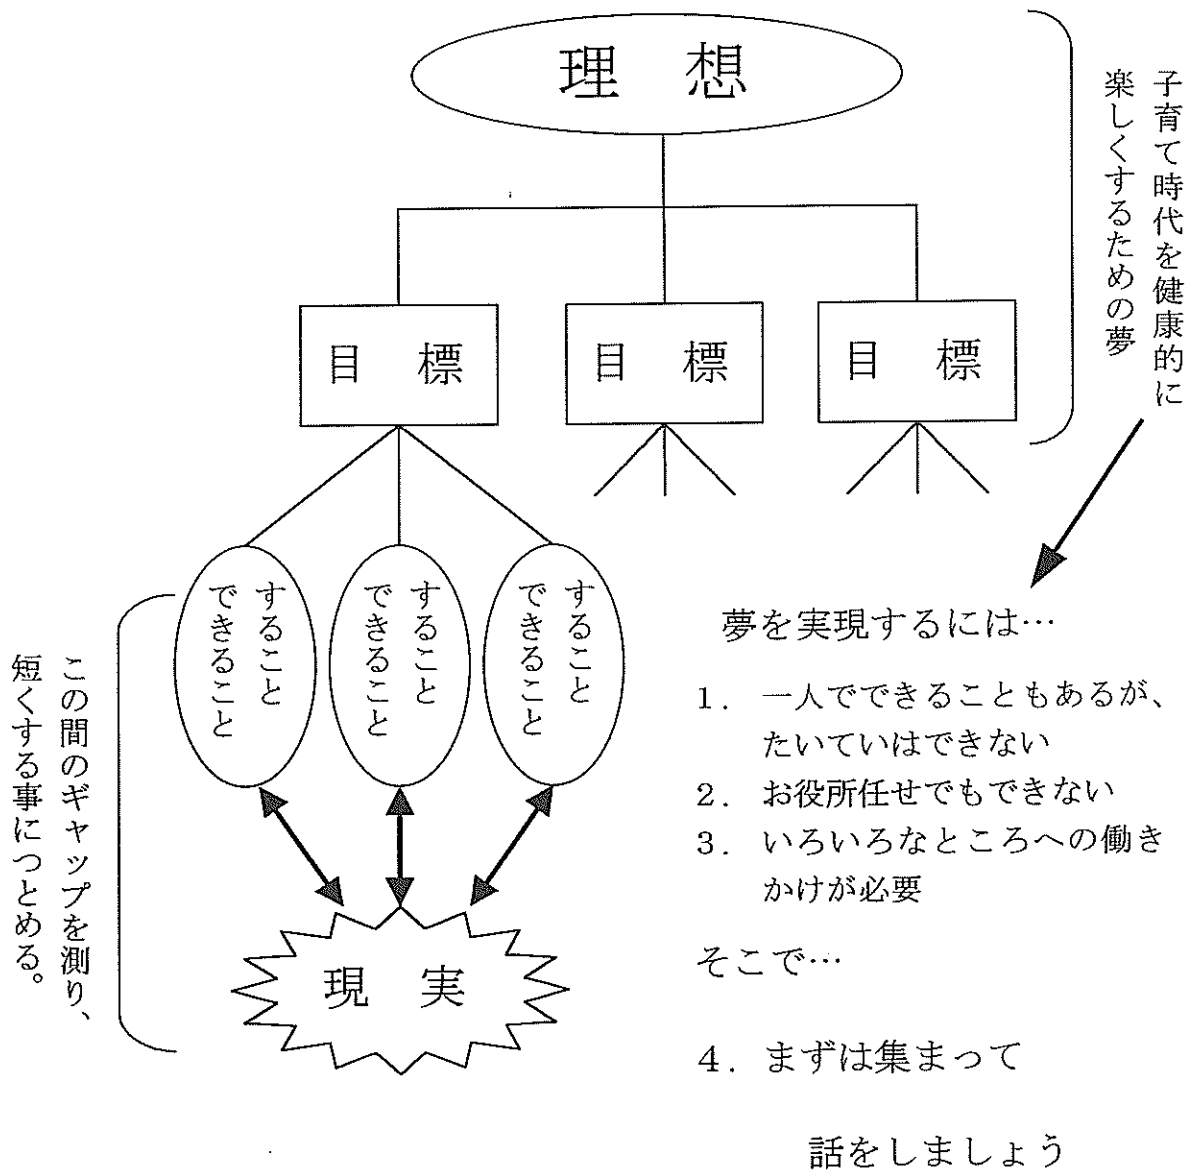 理 想
子育て時代を健康的に
楽しくするための夢
目 標
目 標
目 標
すること
できること
すること
できること
すること
できること
この間のギャップを測り、
短くする事につとめる。
現 実
夢を実現するには…
1. 一人でできることもあるが、
たいていはできない
2. お役所任せでもできない
3. いろいろなところへの働き
かけが必要
そこで…
4. まずは集まって
話をしましょう